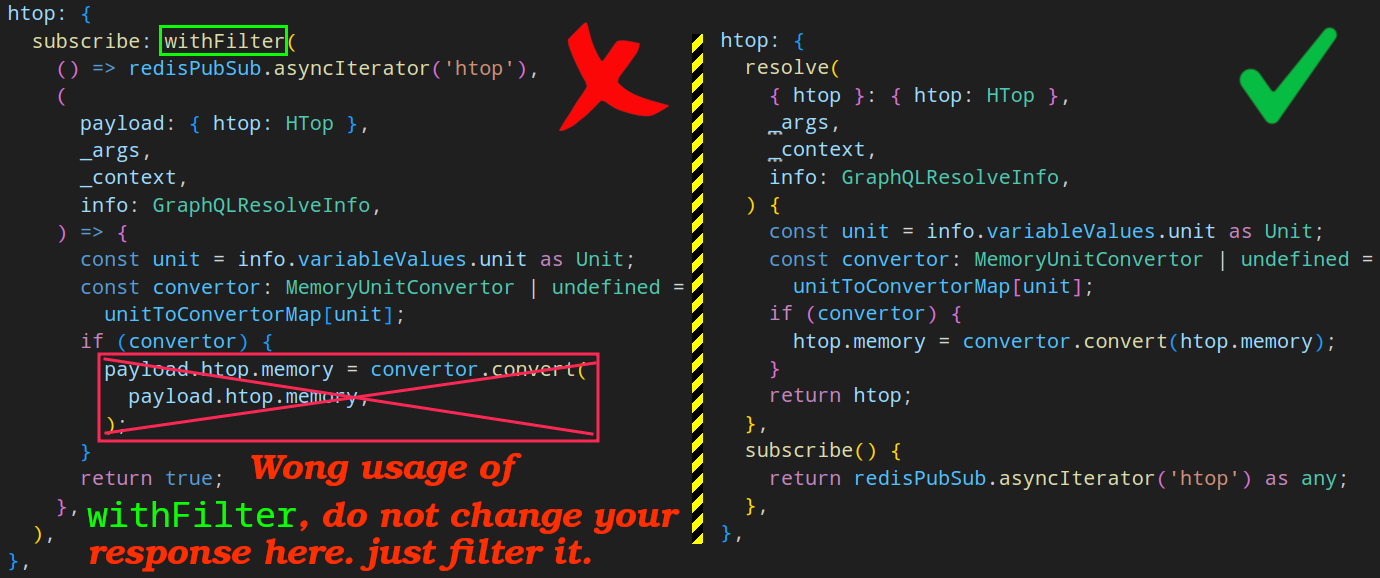 htop: {
subscribe: withFilter(
() => redisPubSub.asyncIterator('htop'),
(
payload: { htop: HTop },
_args,
_context,
info: GraphQLResolveInfo,
) => {
const unit = info.variableValues.unit as Unit;
const convertor: MemoryUnitConvertor | undefined =
unitToConvertorMap[unit];
if (convertor) {
payload.htop.memory = convertor.convert(
payload.htop.memory,
);
}
return true;
},
),
},
Wong usage of
withFilter, do not change your
response here. just filter it.
htop: {
resolve(
{ htop }: { htop: HTop },
_args,
_context,
info: GraphQLResolveInfo,
) {
const unit = info.variableValues.unit as Unit;
const convertor: MemoryUnitConvertor | undefined =
unitToConvertorMap[unit];
if (convertor) {
htop.memory = convertor.convert(htop.memory);
}
return htop;
},
subscribe() {
return redisPubSub.asyncIterator('htop') as any;
},
},